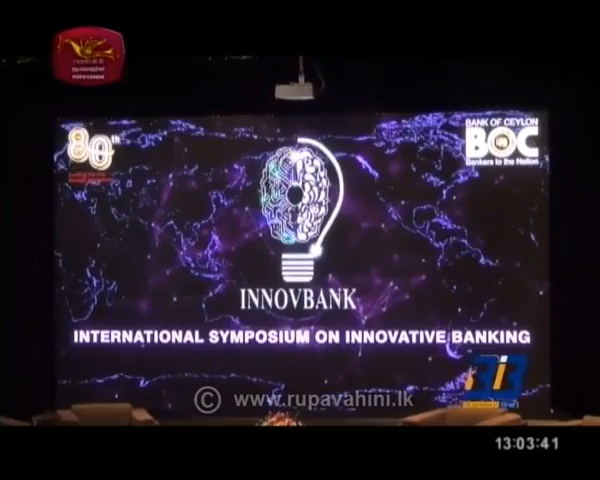 RUPAVAHINI
80th
BANK OF CEYLON
BOC
Bankers to the Nation
INNOVBANK
INTERNATIONAL SYMPOSIUM ON INNOVATIVE BANKING
© www.rupavahini.lk
13:03:41